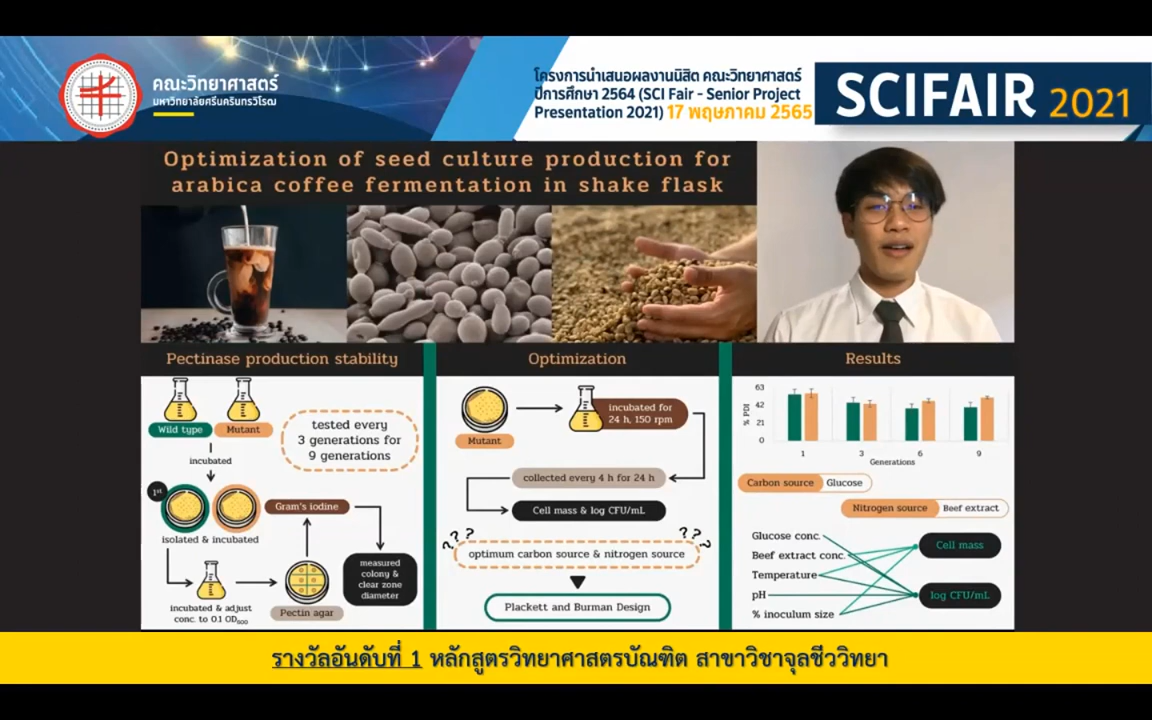 คณะวิทยาศาสตร์
มหาวิทยาลัยศรีนครินทรวิโรฒ
โครงการนำเสนอผลงานนิสิต คณะวิทยาศาสตร์
ปีการศึกษา 2564 (SCI Fair - Senior Project
Presentation 2021) 17 พฤษภาคม 2565
SCIFAIR 2021
Optimization of seed culture production for
arabica coffee fermentation in shake flask
Pectinase production stability
Wild type
Mutant
tested every
3 generations for
9 generations
incubated
1st
Gram's iodine
isolated & incubated
measured
colony &
clear zone
diameter
incubated & adjust
conc. to 0.1 OD600
Pectin agar
Optimization
Mutant
incubated for
24 h, 150 rpm
collected every 4 h for 24 h
Cell mass & log CFU/mL
???
???
optimum carbon source & nitrogen source
Plackett and Burman Design
Results
% PDI
63
42
21
0
1 3 6 9
Generations
Carbon source Glucose
Nitrogen source Beef extract
Glucose conc.
Beef extract conc.
Temperature
pH
% inoculum size
Cell mass
log CFU/mL
รางวัลอันดับที่ 1 หลักสูตรวิทยาศาสตรบัณฑิต สาขาวิชาจุลชีววิทยา